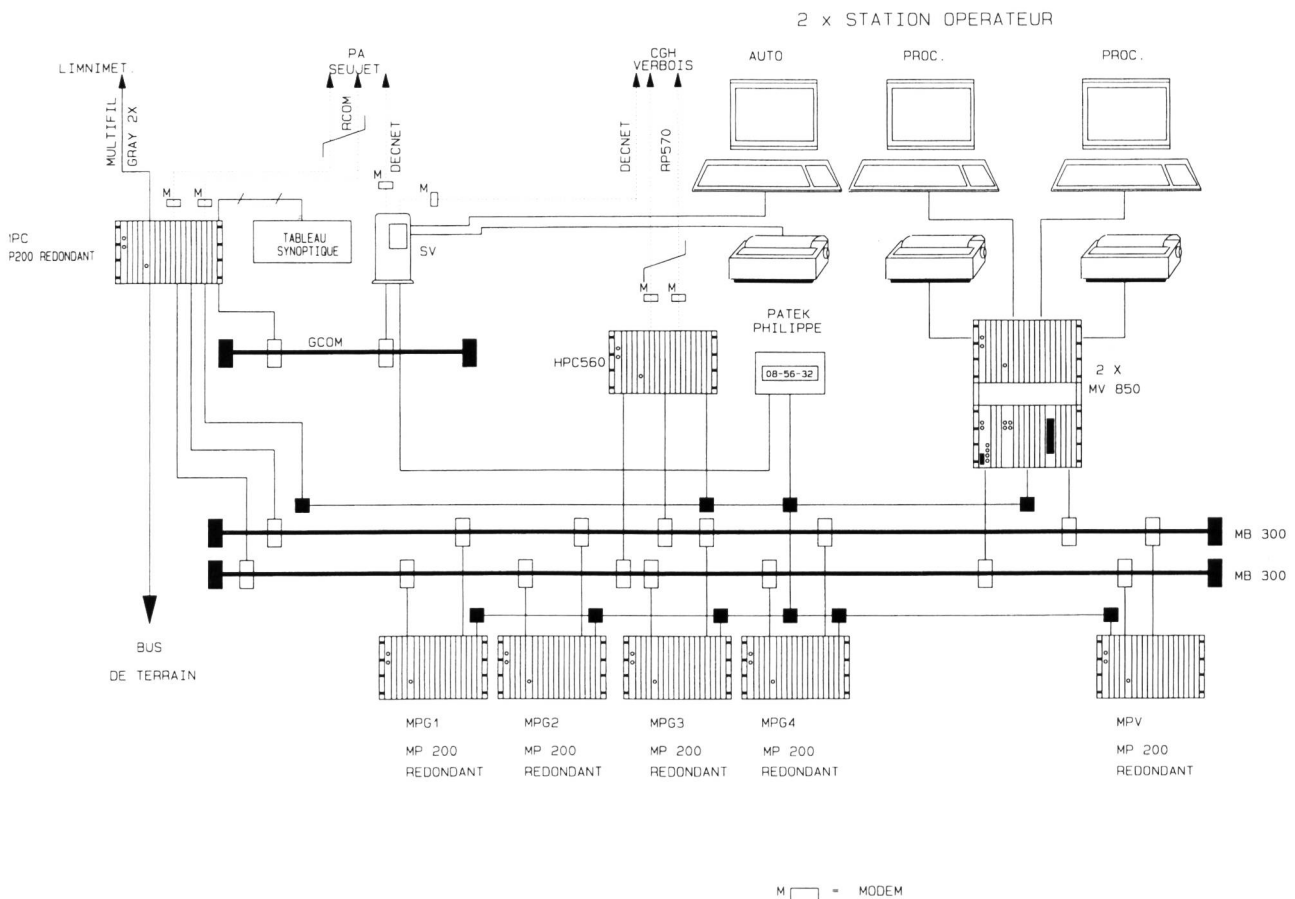 2 x STATION OPERATEUR
LIMNIMET.
PA
SEUJET
CGH
VERBOIS
AUTO
PROC.
PROC.
MULTIFIL
GRAY 2X
RCOM
DECNET
DECNET
RP570
M
M
M
M
TABLEAU
SYNOPTIQUE
SV
1PC
P200 REDONDANT
M
M
PATEK
PHILIPPE
GCOM
HPC560
08-56-32
2 X
MV 850
MB 300
MB 300
BUS
DE TERRAIN
MPG1
MP 200
REDONDANT
MPG2
MP 200
REDONDANT
MPG3
MP 200
REDONDANT
MPG4
MP 200
REDONDANT
MPV
MP 200
REDONDANT
M = MODEM